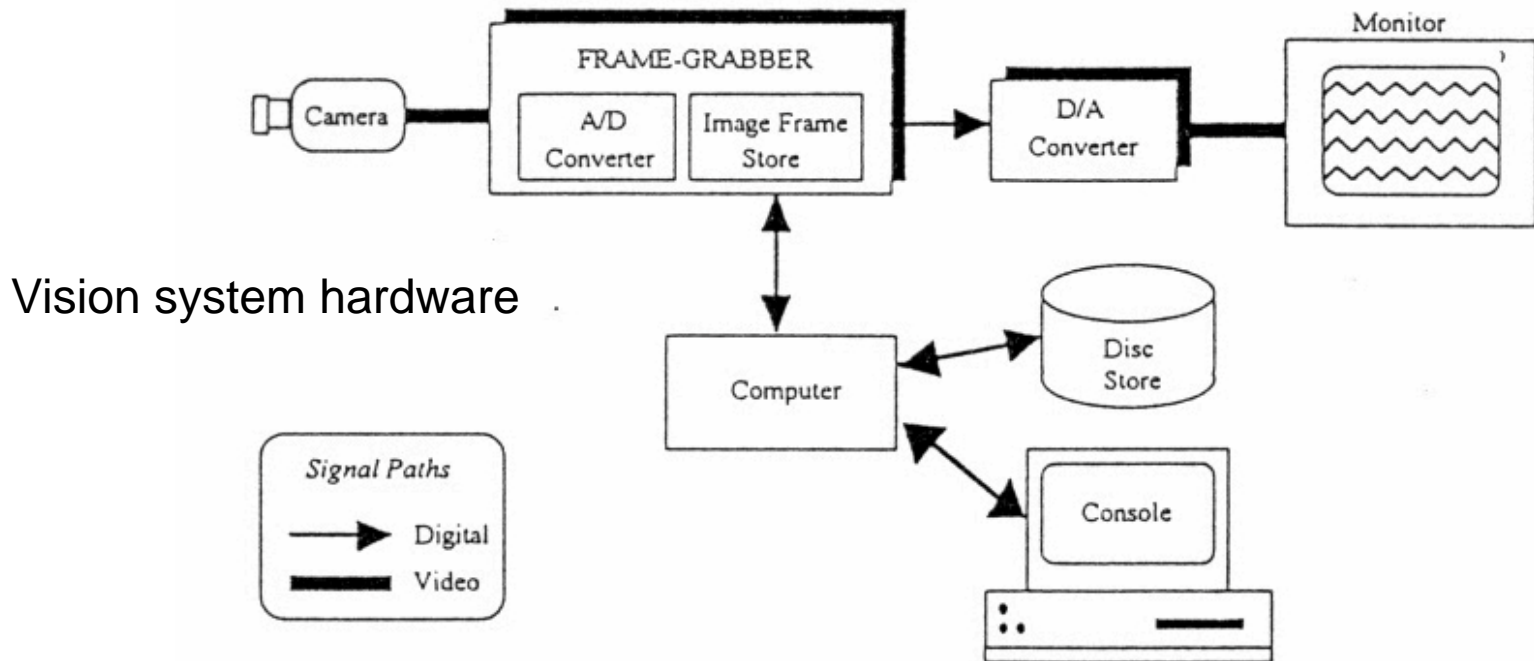 Monitor
FRAME-GRABBER
Camera
A/D
Converter
Image Frame
Store
D/A
Converter
Vision system hardware
Computer
Disc
Store
Signal Paths
Digital
Video
Console